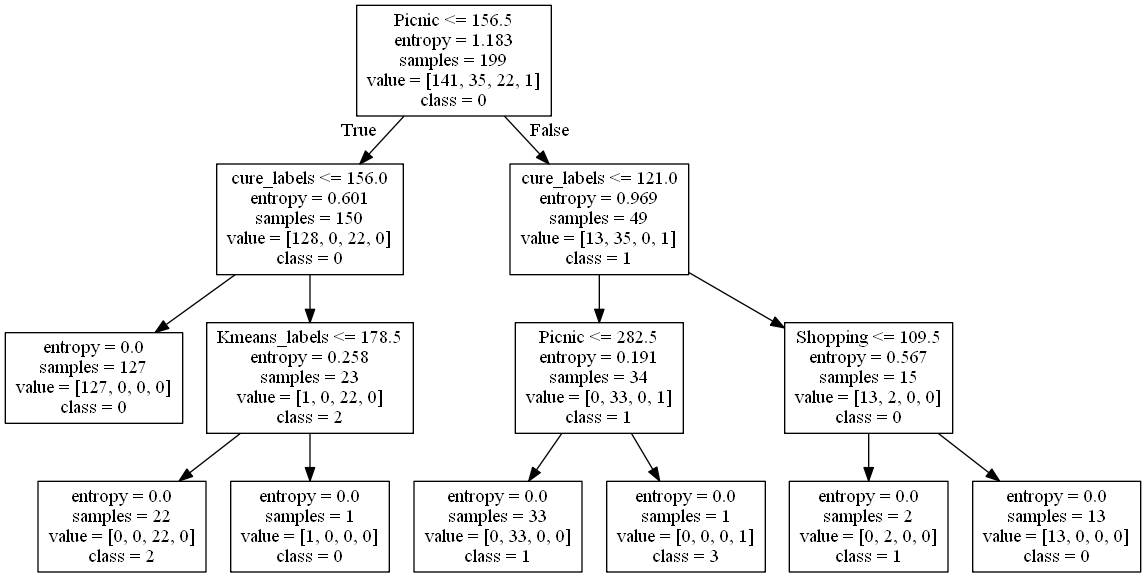 Picnic <= 156.5
entropy = 1.183
samples = 199
value = [141, 35, 22, 1]
class = 0
True
False
cure_labels <= 156.0
entropy = 0.601
samples = 150
value = [128, 0, 22, 0]
class = 0
cure_labels <= 121.0
entropy = 0.969
samples = 49
value = [13, 35, 0, 1]
class = 1
entropy = 0.0
samples = 127
value = [127, 0, 0, 0]
class = 0
Kmeans_labels <= 178.5
entropy = 0.258
samples = 23
value = [1, 0, 22, 0]
class = 2
Picnic <= 282.5
entropy = 0.191
samples = 34
value = [0, 33, 0, 1]
class = 1
Shopping <= 109.5
entropy = 0.567
samples = 15
value = [13, 2, 0, 0]
class = 0
entropy = 0.0
samples = 22
value = [0, 0, 22, 0]
class = 2
entropy = 0.0
samples = 1
value = [1, 0, 0, 0]
class = 0
entropy = 0.0
samples = 33
value = [0, 33, 0, 0]
class = 1
entropy = 0.0
samples = 1
value = [0, 0, 0, 1]
class = 3
entropy = 0.0
samples = 2
value = [0, 2, 0, 0]
class = 1
entropy = 0.0
samples = 13
value = [13, 0, 0, 0]
class = 0